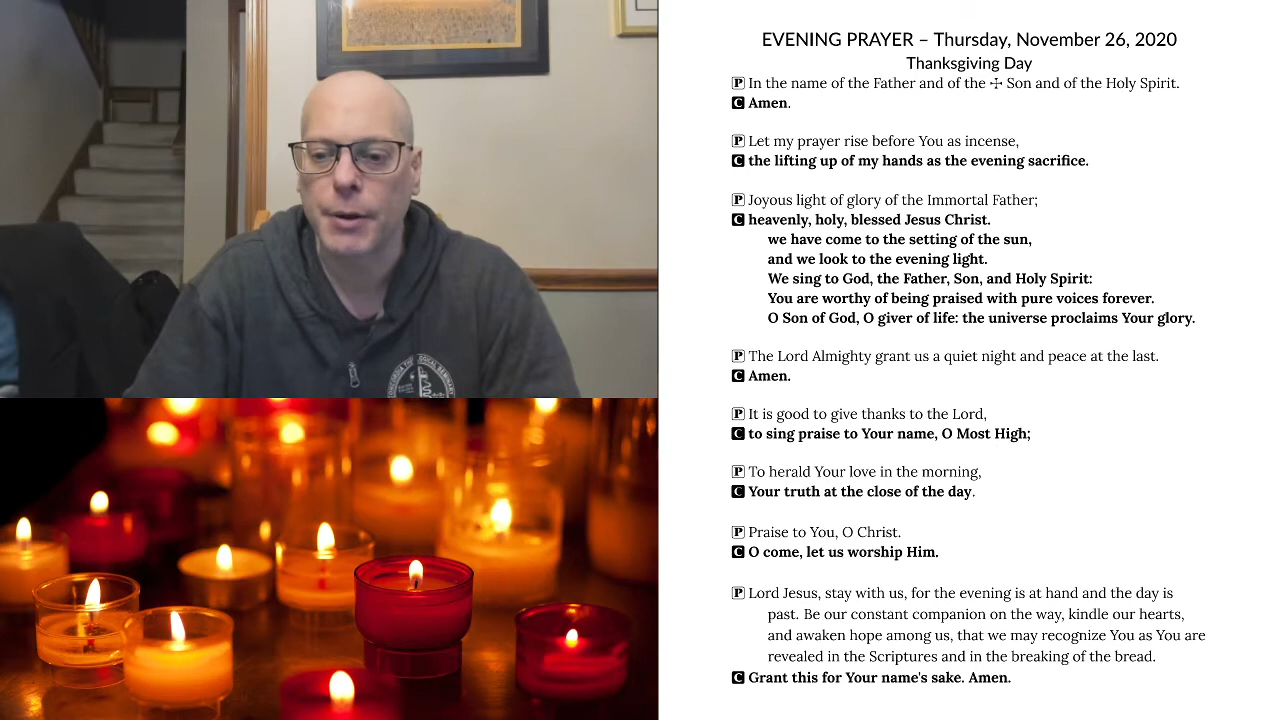 EVENING PRAYER – Thursday, November 26, 2020
Thanksgiving Day
P In the name of the Father and of the ☩ Son and of the Holy Spirit.
C Amen.
P Let my prayer rise before You as incense,
C the lifting up of my hands as the evening sacrifice.
P Joyous light of glory of the Immortal Father;
C heavenly, holy, blessed Jesus Christ.
we have come to the setting of the sun,
and we look to the evening light.
We sing to God, the Father, Son, and Holy Spirit:
You are worthy of being praised with pure voices forever.
O Son of God, O giver of life: the universe proclaims Your glory.
P The Lord Almighty grant us a quiet night and peace at the last.
C Amen.
P It is good to give thanks to the Lord,
C to sing praise to Your name, O Most High;
P To herald Your love in the morning,
C Your truth at the close of the day.
P Praise to You, O Christ.
C O come, let us worship Him.
P Lord Jesus, stay with us, for the evening is at hand and the day is
past. Be our constant companion on the way, kindle our hearts,
and awaken hope among us, that we may recognize You as You are
revealed in the Scriptures and in the breaking of the bread.
C Grant this for Your name's sake. Amen.
CONCORDIA THEOLOGICAL SEMINARY